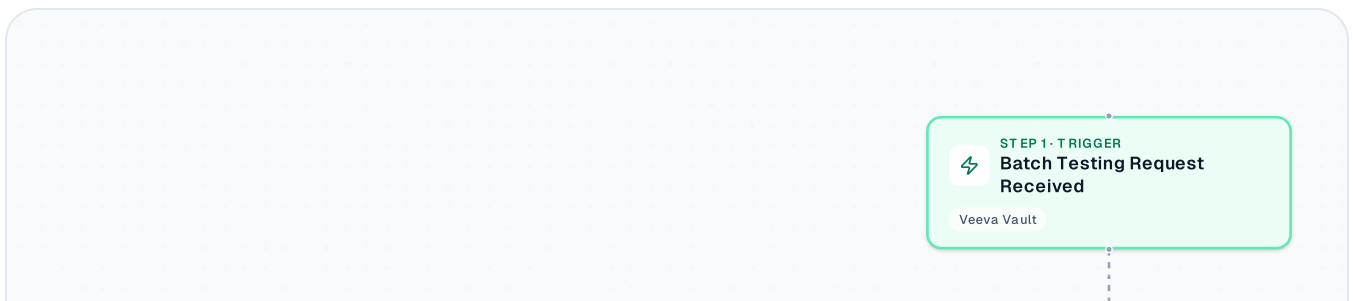 STEP 1 · TRIGGER
Batch Testing Request
Received
Veeva Vault